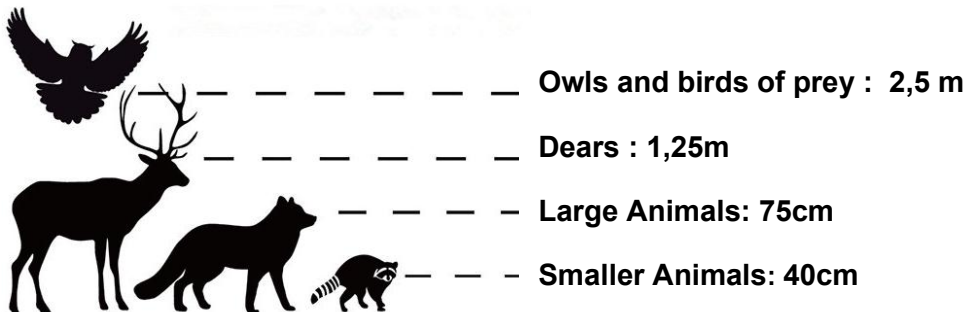 Owls and birds of prey : 2,5 m
Dears : 1,25m
Large Animals: 75cm
Smaller Animals: 40cm